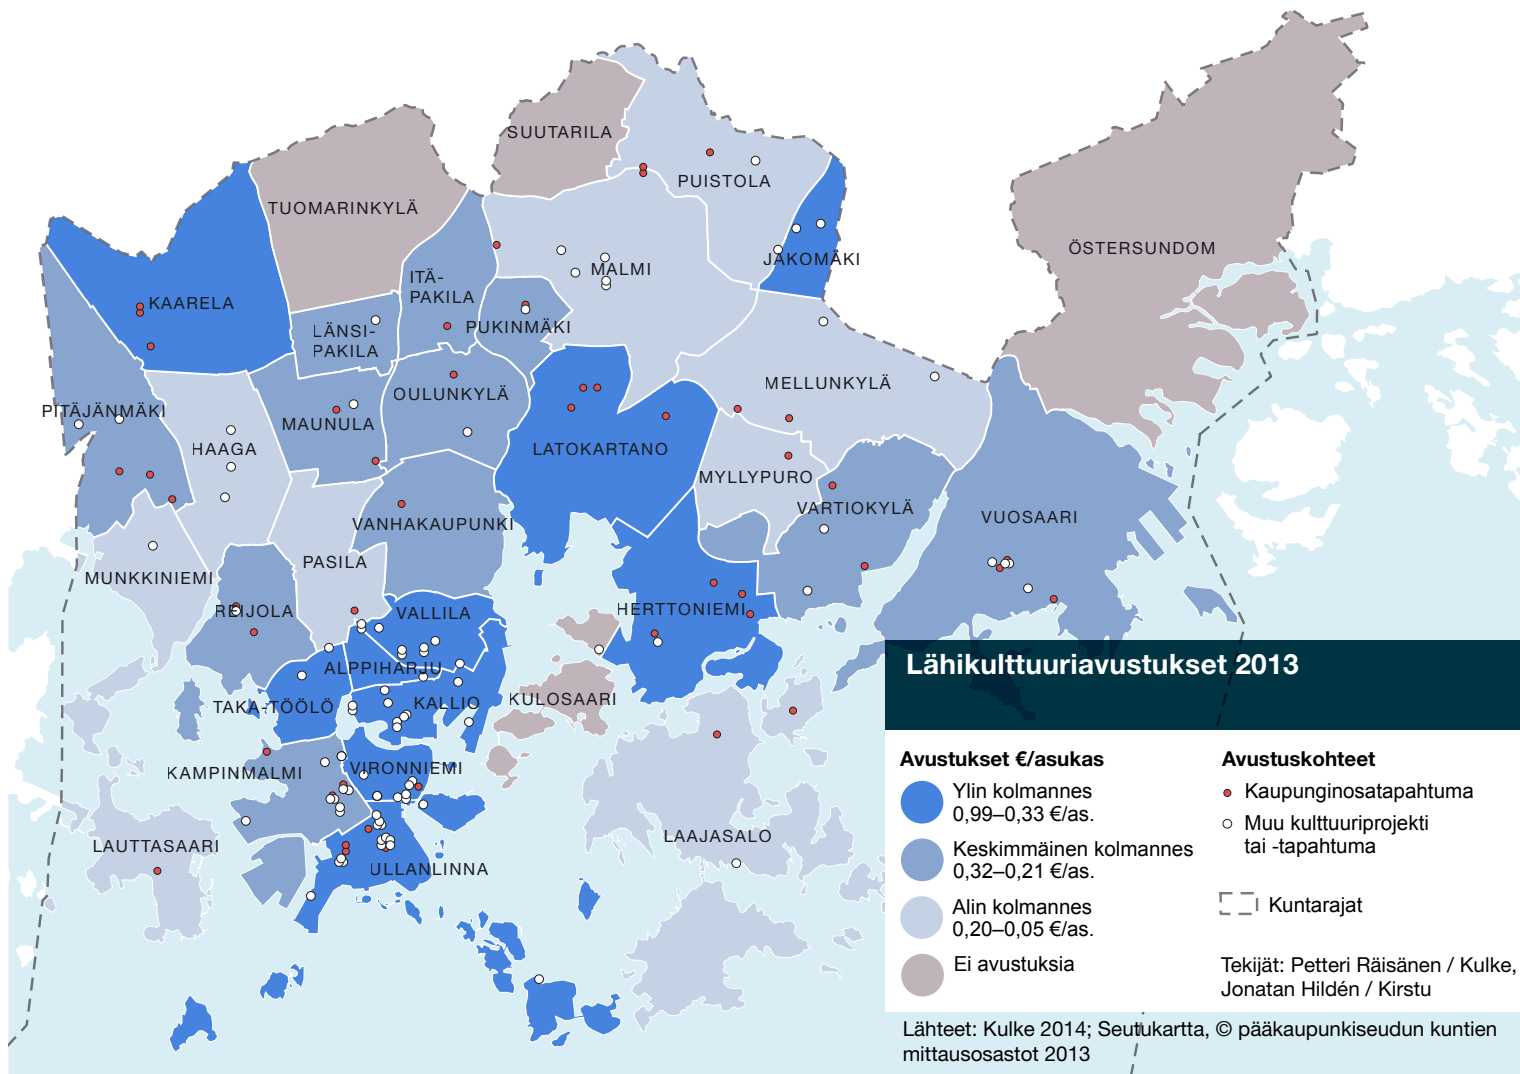 SUUTARILA
PUISTOLA
TUOMARINKYLÄ
ÖSTERSUNDOM
JAKOMÄKI
MALMI
ITÄ-
PAKILA
KAARELA
LÄNSI-
PAKILA
PUKINMÄKI
MELLUNKYLÄ
OULUNKYLÄ
PITÄJÄNMÄKI
MAUNULA
HAAGA
LATOKARTANO
MYLLYPURO
VARTIOKYLÄ
VUOSAARI
VANHAKAUPUNKI
PASILA
MUNKKINIEMI
REIJOLA
VALLILA
HERTTONIEMI
ALPPIHARJU
KULOSAARI
TAKA-TÖÖLÖ
KALLIO
KAMPINMALMI
VIRONNIEMI
LAUTTASAARI
LAAJASALO
ULLANLINNA
Lähikulttuuriavustukset 2013
Avustukset €/asukas
Ylin kolmannes
0,99–0,33 €/as.
Keskimmäinen kolmannes
0,32–0,21 €/as.
Alin kolmannes
0,20–0,05 €/as.
Ei avustuksia
Avustuskohteet
Kaupunginosatapahtuma
Muu kulttuuriprojekti
tai -tapahtuma
Kuntarajat
Tekijät: Petteri Räisänen / Kulke,
Jonatan Hildén / Kirstu
Lähteet: Kulke 2014; Seutukartta, © pääkaupunkiseudun kuntien
mittausosastot 2013